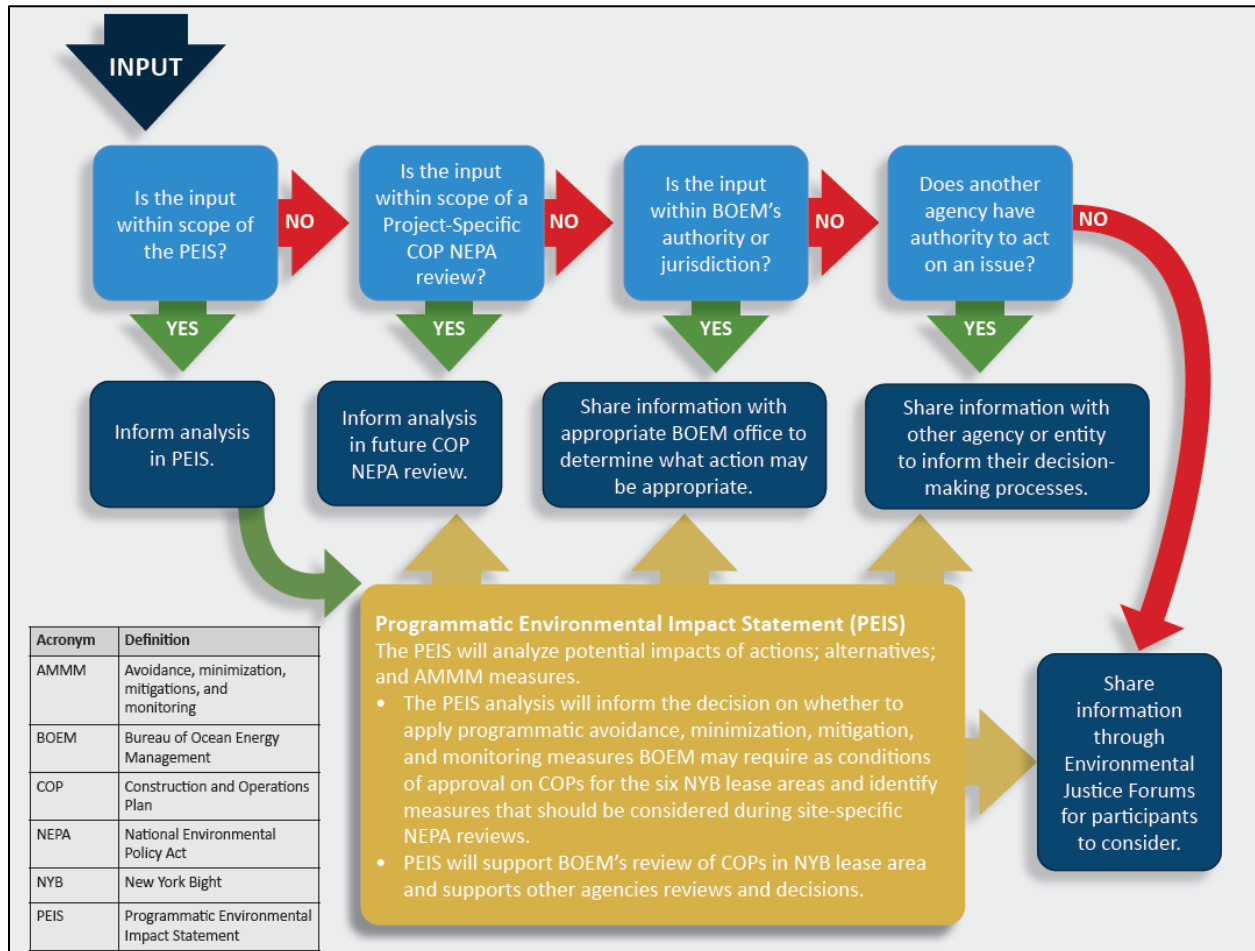 INPUT
Is the input
within scope of
the PEIS?
NO
Is the input
within scope of a
Project-Specific
COP NEPA
review?
NO
Is the input
within BOEM's
authority or
jurisdiction?
NO
Does another
agency have
authority to act
on an issue?
NO
YES
YES
YES
YES
Inform analysis
in PEIS.
Inform analysis
in future COP
NEPA review.
Share information with
appropriate BOEM office to
determine what action may
be appropriate.
Share information with
other agency or entity
to inform their decision-
making processes.
Programmatic Environmental Impact Statement (PEIS)
The PEIS will analyze potential impacts of actions; alternatives;
and AMMM measures.
• The PEIS analysis will inform the decision on whether to
apply programmatic avoidance, minimization, mitigation,
and monitoring measures BOEM may require as conditions
of approval on COPs for the six NYB lease areas and identify
measures that should be considered during site-specific
NEPA reviews.
• PEIS will support BOEM's review of COPs in NYB lease area
and supports other agencies reviews and decisions.
Share
information
through
Environmental
Justice Forums
for participants
to consider.
Acronym Definition
AMMM Avoidance, minimization,
mitigations, and
monitoring
BOEM Bureau of Ocean Energy
Management
COP Construction and Operations
Plan
NEPA National Environmental
Policy Act
NYB New York Bight
PEIS Programmatic Environmental
Impact Statement